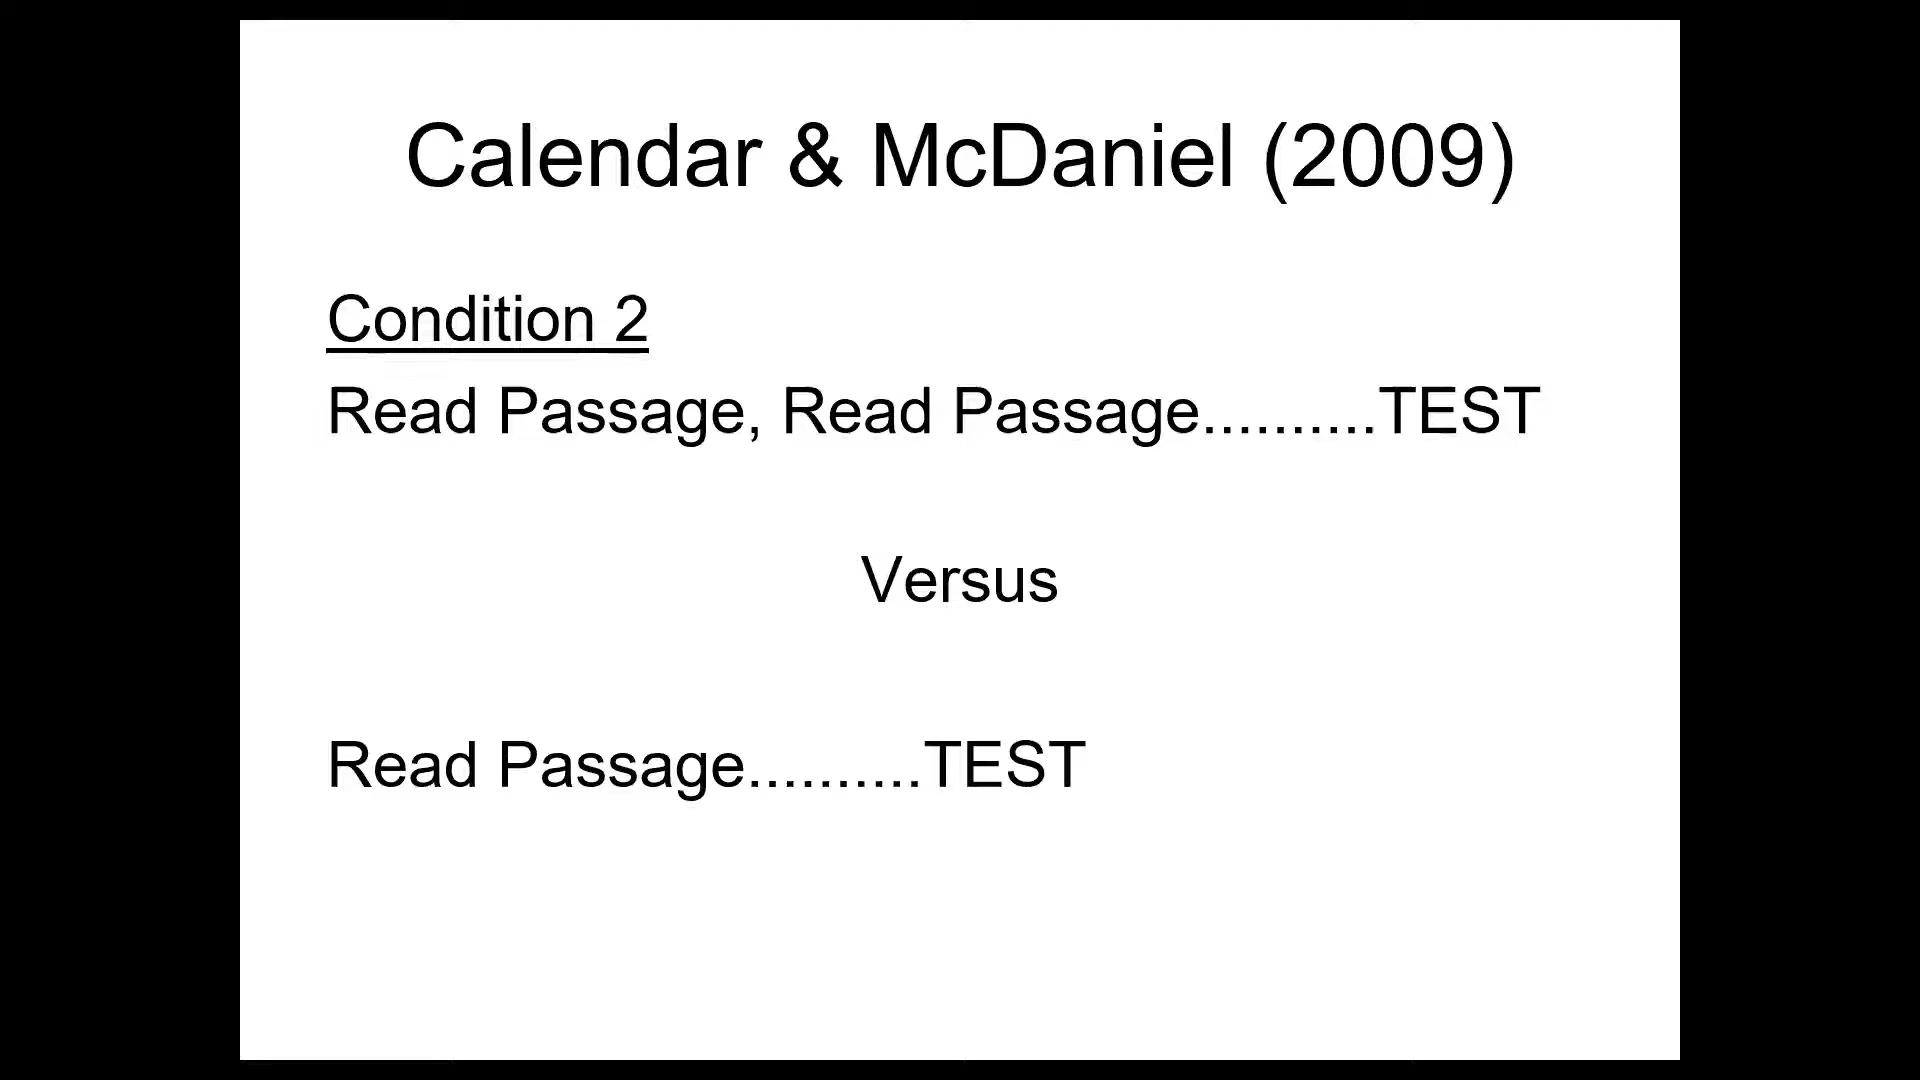 Calendar & McDaniel (2009)
Condition 2
Read Passage, Read Passage..........TEST
Versus
Read Passage..........TEST